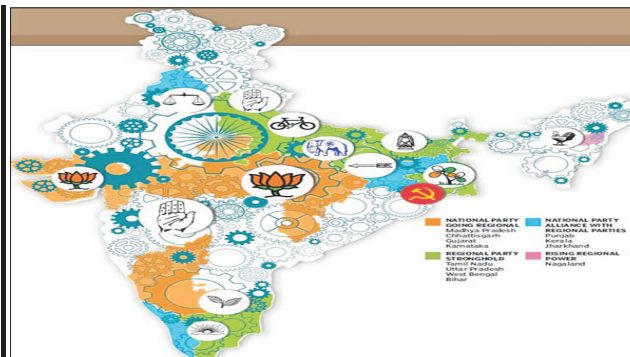 NATIONAL PARTY
GOING REGIONAL
Madhya Pradesh
Chhattisgarh
Gujarat
Karnataka
REGIONAL PARTY
STRONGHOLD
Tamil Nadu
Uttar Pradesh
West Bengal
Bihar
NATIONAL PARTY
ALLIANCE WITH
REGIONAL PARTIES
Punjab
Kerala
Jharkhand
RISING REGIONAL
POWER
Nagaland